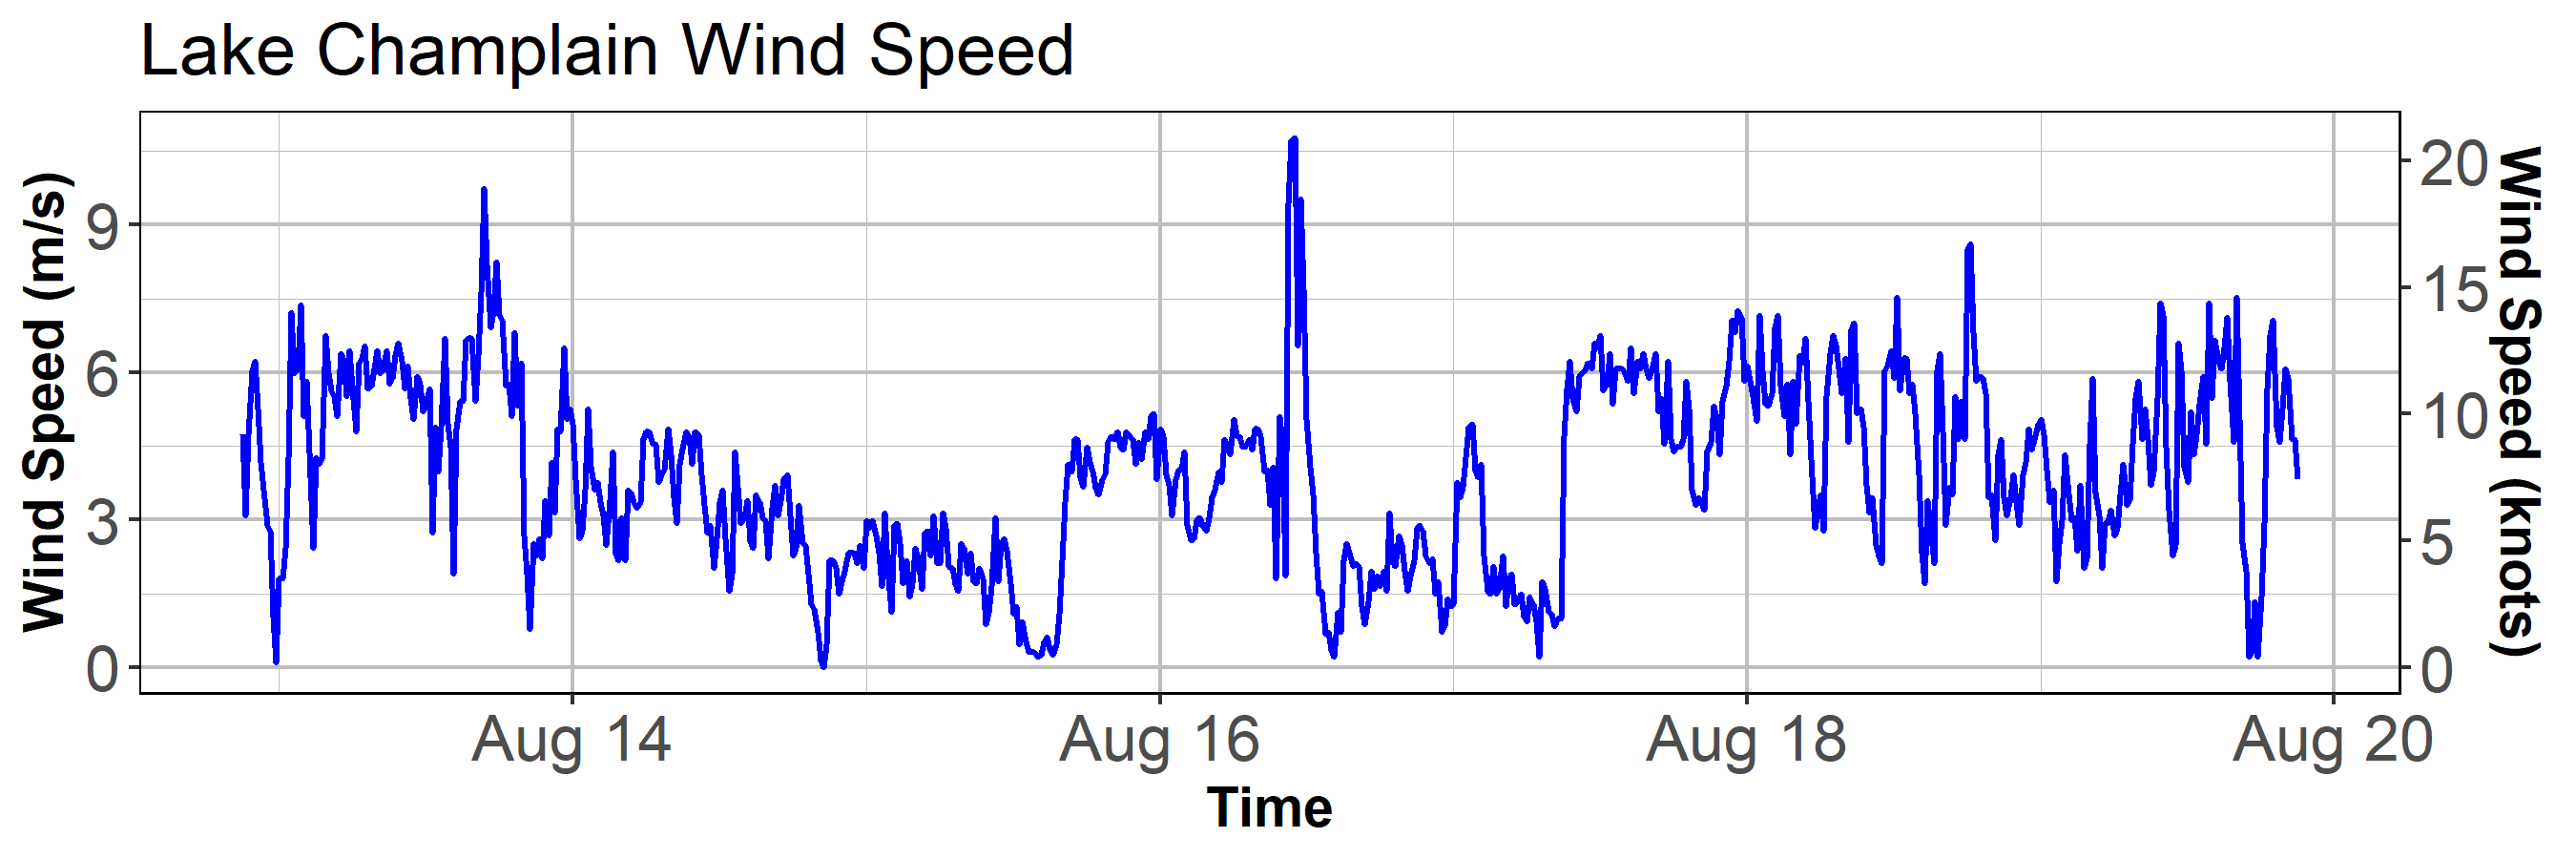 Lake Champlain Wind Speed
Wind Speed (m/s)
9
6
3
0
20
15
10
5
0
Wind Speed (knots)
Aug 14
Aug 16
Aug 18
Aug 20
Time